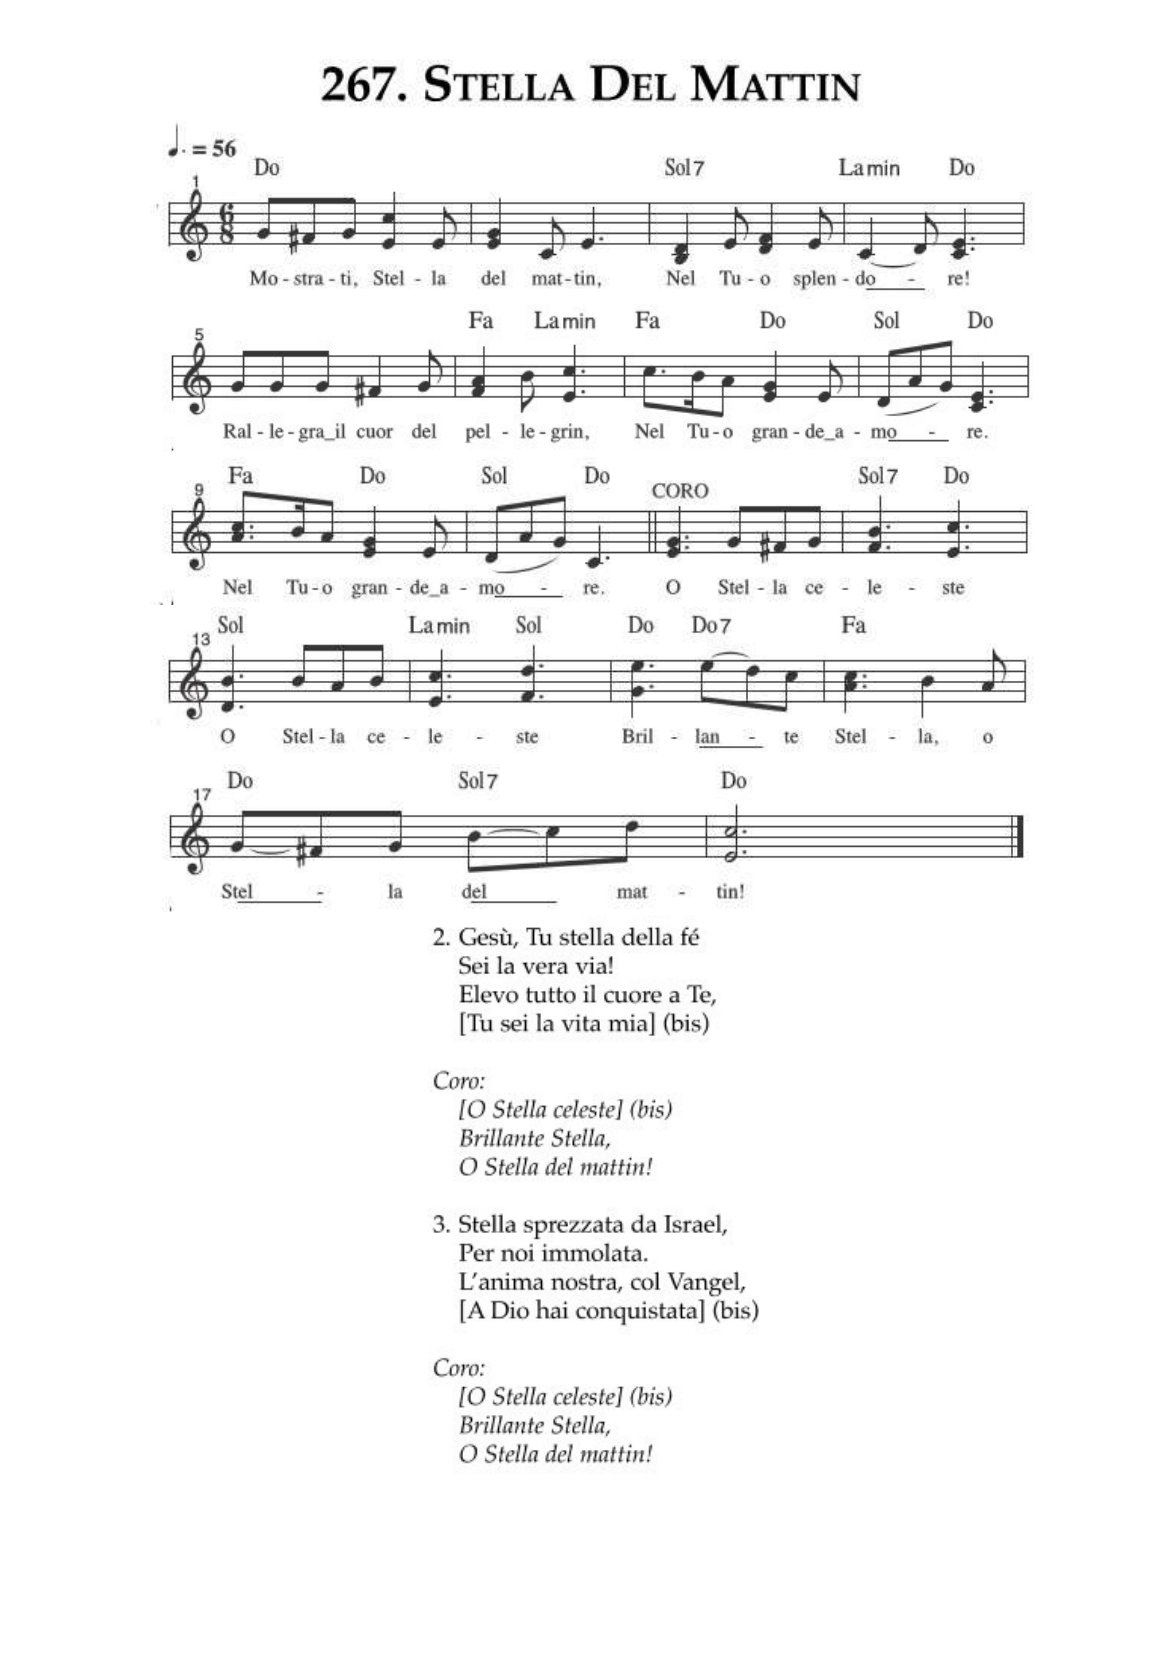 267. Stella Del Mattin
♩. = 56
Do Sol7 Lamin Do
1
6
8
Mo - stra - ti, Stel - la del mat - tin, Nel Tu - o splen - do - re!
Fa Lamin Fa Do Sol Do
5
Ral - le - gra_il cuor del pel - le - grin, Nel Tu - o gran - de_a - mo - re.
Fa Do Sol Do CORO Sol7 Do
9
Nel Tu - o gran - de_a - mo - re. O Stel - la ce - le - ste
Sol Lamin Sol Do Do7 Fa
13
O Stel - la ce - le - ste Bril - lan - te Stel - la, o
Do Sol7 Do
17
Stel - la del mat - tin!
2. Gesù, Tu stella della fé
Sei la vera via!
Elevo tutto il cuore a Te,
[Tu sei la vita mia] (bis)
Coro:
[O Stella celeste] (bis)
Brillante Stella,
O Stella del mattin!
3. Stella sprezzata da Israel,
Per noi immolata.
L'anima nostra, col Vangel,
[A Dio hai conquistata] (bis)
Coro:
[O Stella celeste] (bis)
Brillante Stella,
O Stella del mattin!